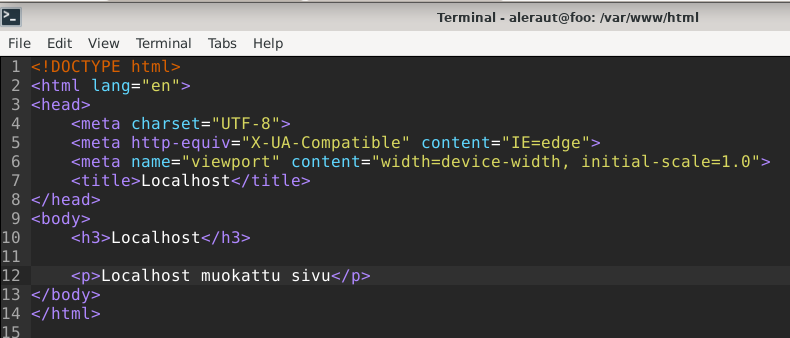 Terminal - aleraut@foo: /var/www/html
File Edit View Terminal Tabs Help
1 <!DOCTYPE html>
2 <html lang="en">
3 <head>
4     <meta charset="UTF-8">
5     <meta http-equiv="X-UA-Compatible" content="IE=edge">
6     <meta name="viewport" content="width=device-width, initial-scale=1.0">
7     <title>Localhost</title>
8 </head>
9 <body>
10     <h3>Localhost</h3>
11
12     <p>Localhost muokattu sivu</p>
13 </body>
14 </html>
15